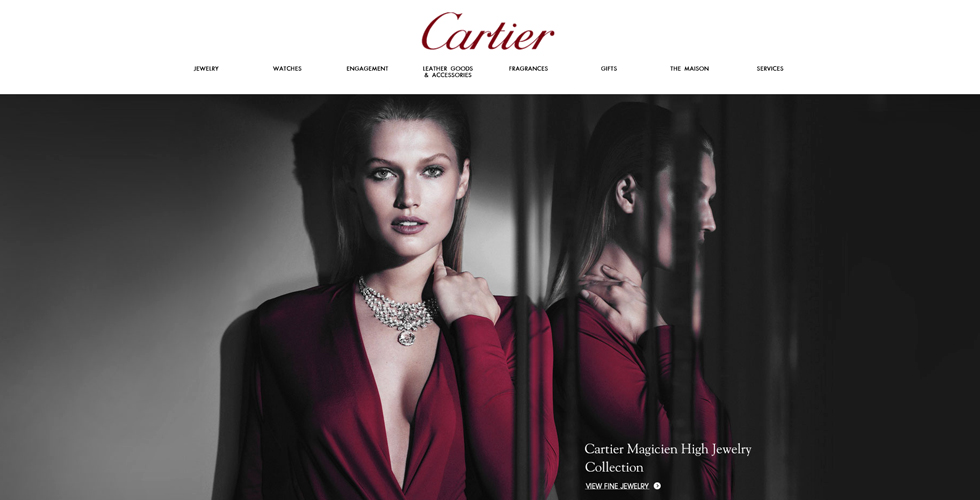 Cartier
JEWELRY
WATCHES
ENGAGEMENT
LEATHER GOODS
& ACCESSORIES
FRAGRANCES
GIFTS
THE MAISON
SERVICES
Cartier Magicien High Jewelry
Collection
VIEW FINE JEWELRY